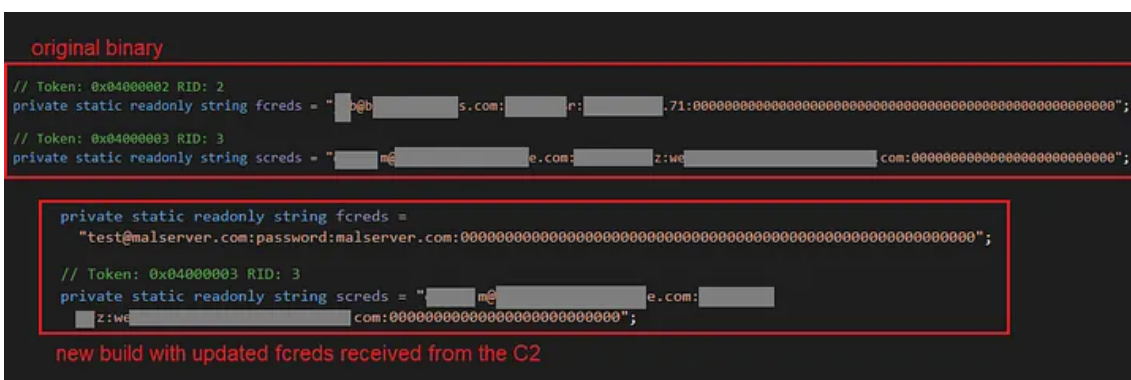 original binary
// Token: 0x04000002 RID: 2
private static readonly string fcreds = " b@b s.com: r: .71:00000000000000000000000000000000000000000000000000000";
// Token: 0x04000003 RID: 3
private static readonly string screds = " m@ e.com: z:we .com:00000000000000000000000000";
private static readonly string fcreds =
"test@malserver.com:password:malserver.com:00000000000000000000000000000000000000000000000000000000000000";
// Token: 0x04000003 RID: 3
private static readonly string screds = " m@ e.com:
z:we com:00000000000000000000000000";
new build with updated fcreds received from the C2